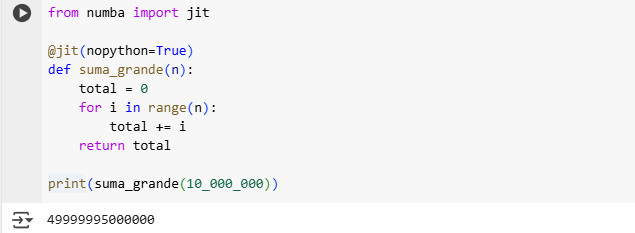 from numba import jit
@jit(nopython=True)
def suma_grande(n):
    total = 0
    for i in range(n):
        total += i
    return total
print(suma_grande(10_000_000))
49999995000000